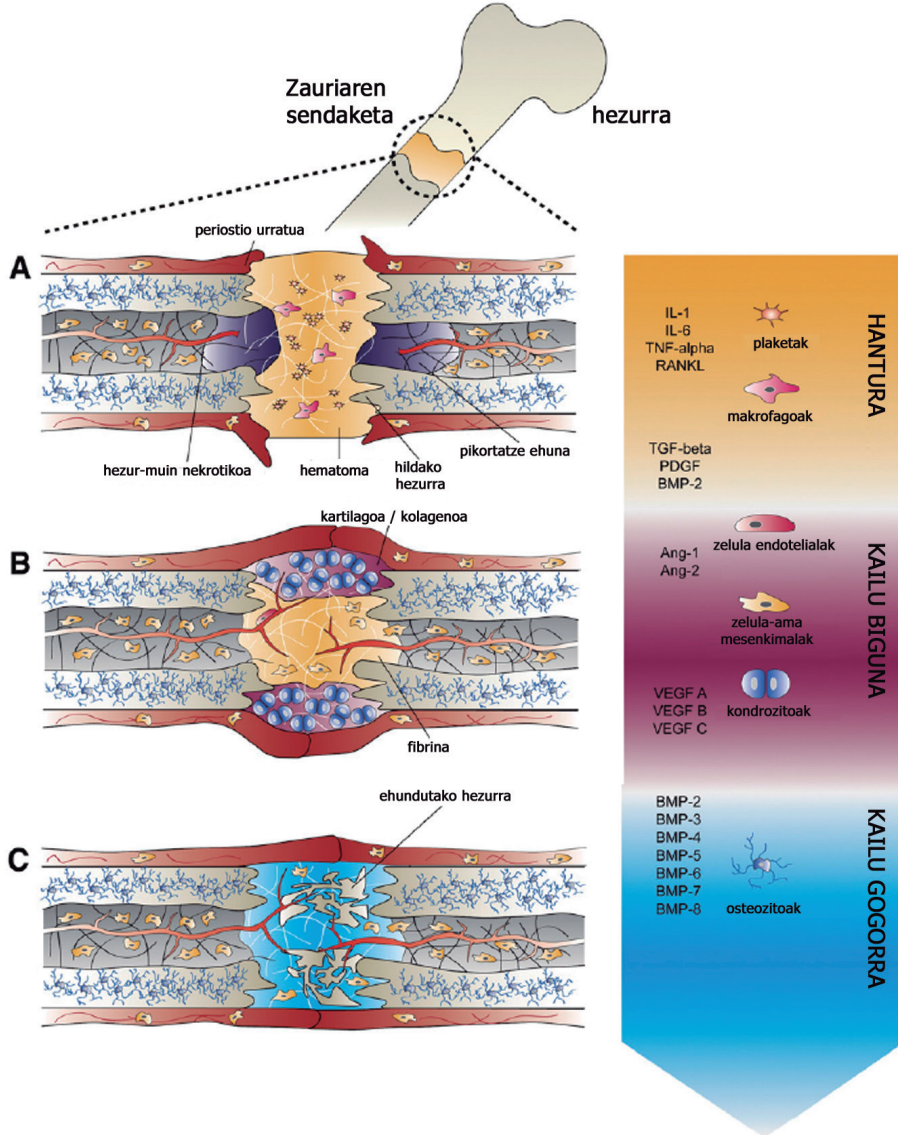 Zauriaren
sendaketa
hezurra
A
periostio urratua
hezur-muin nekrotikoa
hematoma
hildako
hezurra
pikortatze ehuna
B
kartilagoa / kolagenoa
fibrina
C
ehundutako hezurra
HANTURA
IL-1
IL-6
TNF-alpha
RANKL
plaketak
makrofagoak
TGF-beta
PDGF
BMP-2
KAILU BIGUNA
zelula endotelialak
Ang-1
Ang-2
zelula-ama
mesenkimalak
VEGF A
VEGF B
VEGF C
kondrozitoak
KAILU GOGORRA
BMP-2
BMP-3
BMP-4
BMP-5
BMP-6
BMP-7
BMP-8
osteozitoak